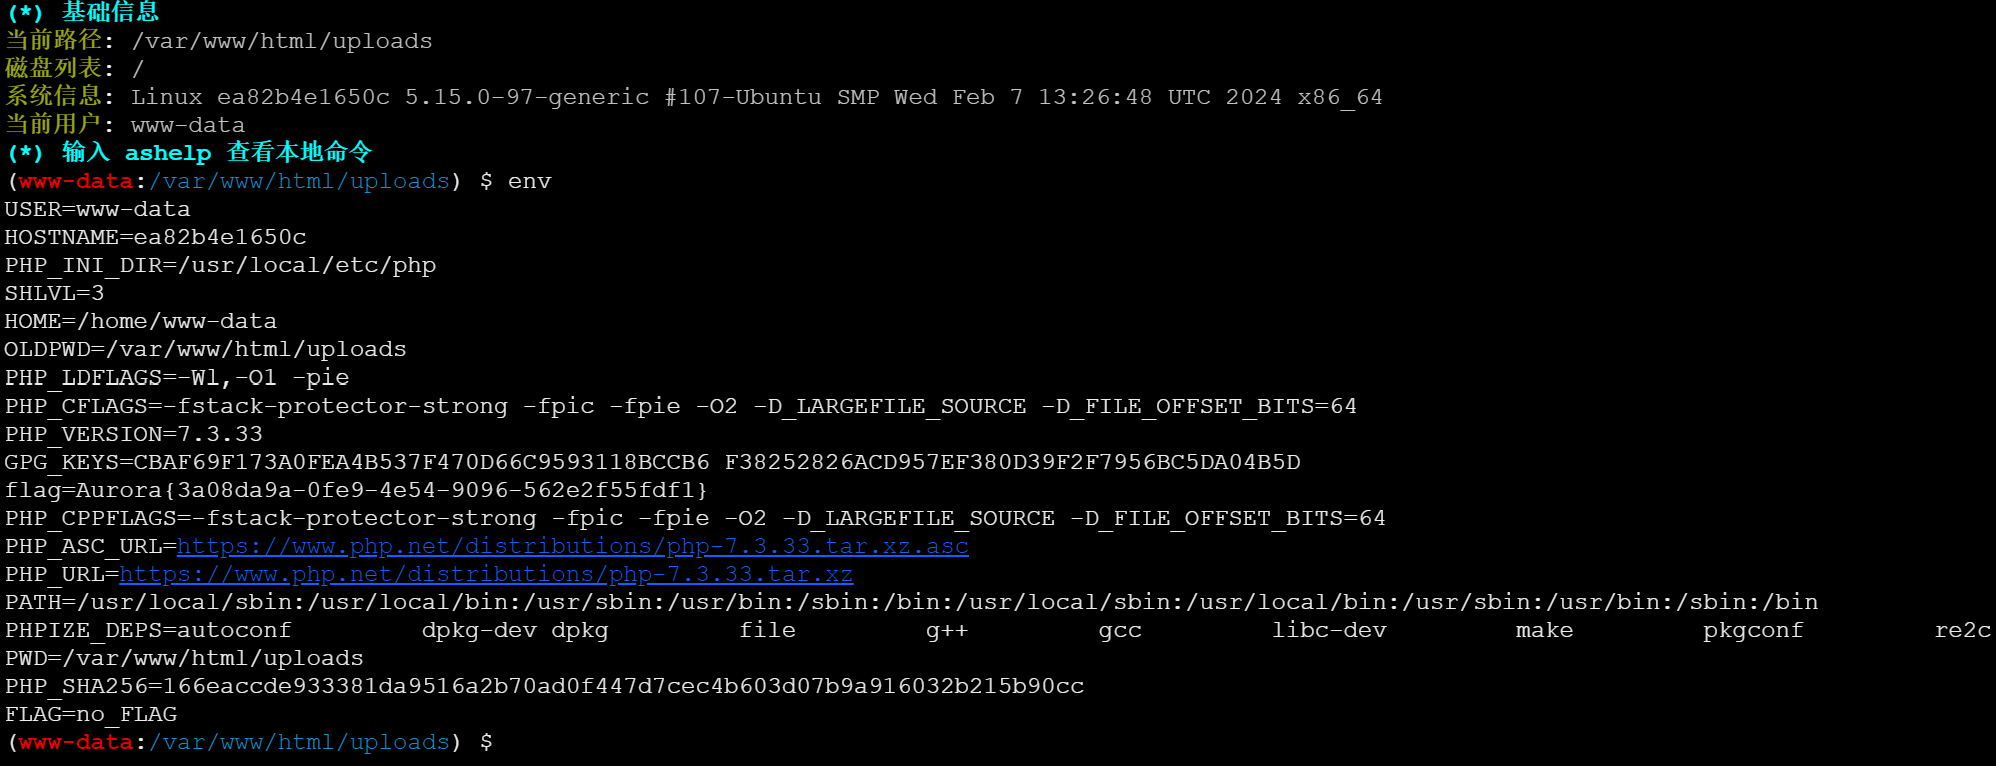 (*) 基础信息
当前路径: /var/www/html/uploads
磁盘列表: /
系统信息: Linux ea82b4e1650c 5.15.0-97-generic #107-Ubuntu SMP Wed Feb 7 13:26:48 UTC 2024 x86_64
当前用户: www-data
(*) 输入 ashelp 查看本地命令
(www-data:/var/www/html/uploads) $ env
USER=www-data
HOSTNAME=ea82b4e1650c
PHP_INI_DIR=/usr/local/etc/php
SHLVL=3
HOME=/home/www-data
OLDPWD=/var/www/html/uploads
PHP_LDFLAGS=-Wl,-O1 -pie
PHP_CFLAGS=-fstack-protector-strong -fpic -fpie -O2 -D_LARGEFILE_SOURCE -D_FILE_OFFSET_BITS=64
PHP_VERSION=7.3.33
GPG_KEYS=CBAF69F173A0FEA4B537F470D66C9593118BCCB6 F38252826ACD957EF380D39F2F7956BC5DA04B5D
flag=Aurora{3a08da9a-0fe9-4e54-9096-562e2f55fdf1}
PHP_CPPFLAGS=-fstack-protector-strong -fpic -fpie -O2 -D_LARGEFILE_SOURCE -D_FILE_OFFSET_BITS=64
PHP_ASC_URL=https://www.php.net/distributions/php-7.3.33.tar.xz.asc
PHP_URL=https://www.php.net/distributions/php-7.3.33.tar.xz
PATH=/usr/local/sbin:/usr/local/bin:/usr/sbin:/usr/bin:/sbin:/bin:/usr/local/sbin:/usr/local/bin:/usr/sbin:/usr/bin:/sbin:/bin
PHPIZE_DEPS=autoconf         dpkg-dev dpkg         file         g++         gcc         libc-dev         make         pkgconf         re2c
PWD=/var/www/html/uploads
PHP_SHA256=166eaccde933381da9516a2b70ad0f447d7cec4b603d07b9a916032b215b90cc
FLAG=no_FLAG
(www-data:/var/www/html/uploads) $